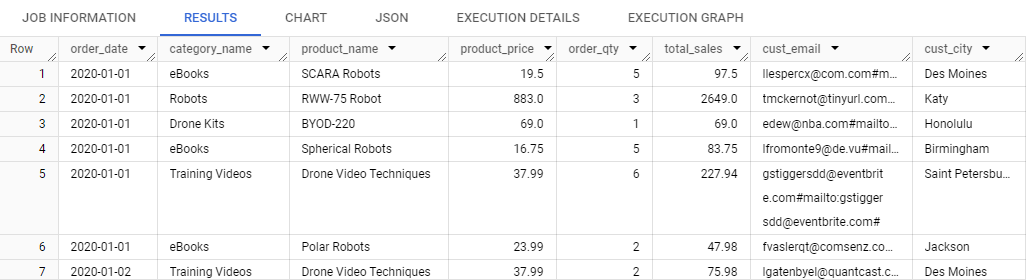 JOB INFORMATION RESULTS CHART JSON EXECUTION DETAILS EXECUTION GRAPH
Row order_date category_name product_name product_price order_qty total_sales cust_email cust_city
1 2020-01-01 eBooks SCARA Robots 19.5 5 97.5 llespercx@com.com#m... Des Moines
2 2020-01-01 Robots RWW-75 Robot 883.0 3 2649.0 tmckernot@tinyurl.com... Katy
3 2020-01-01 Drone Kits BYOD-220 69.0 1 69.0 edew@nba.com#mailto... Honolulu
4 2020-01-01 eBooks Spherical Robots 16.75 5 83.75 lfromonte9@de.vu#mail... Birmingham
5 2020-01-01 Training Videos Drone Video Techniques 37.99 6 227.94 gstiggersdd@eventbrit Saint Petersbu...
e.com#mailto:gstigger
sdd@eventbrite.com#
6 2020-01-01 eBooks Polar Robots 23.99 2 47.98 fvaslerqt@comsenz.co... Jackson
7 2020-01-02 Training Videos Drone Video Techniques 37.99 2 75.98 lgatenbyel@quantcast.c... Des Moines